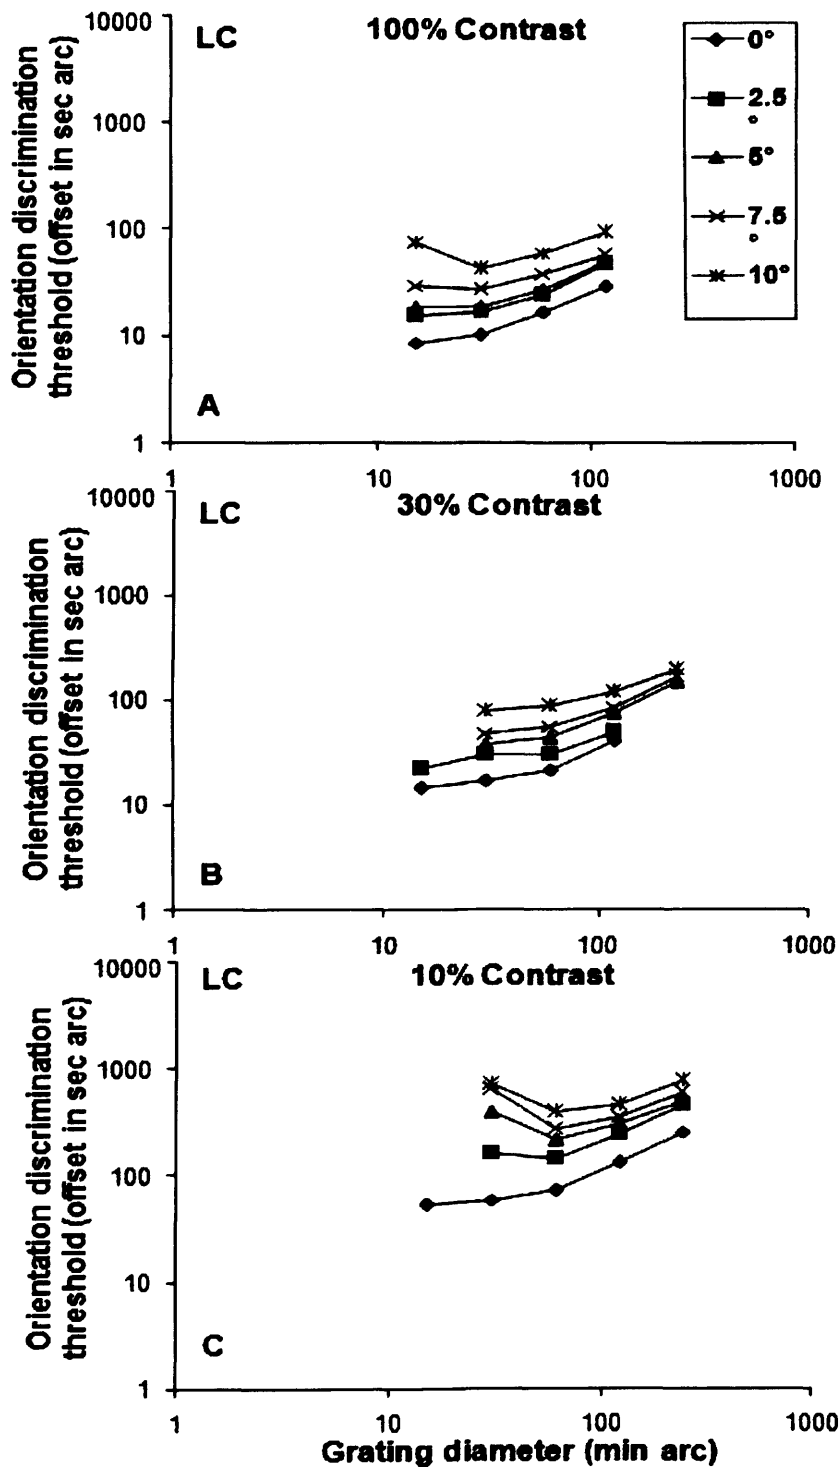 LC 100% Contrast
10000
1000
100
10
1
Orientation discrimination
threshold (offset in sec arc)
A
1 10 100 1000
0°
2.5
°
5°
7.5
°
10°
LC 30% Contrast
10000
1000
100
10
1
Orientation discrimination
threshold (offset in sec arc)
B
1 10 100 1000
LC 10% Contrast
10000
1000
100
10
1
Orientation discrimination
threshold (offset in sec arc)
C
1 10 100 1000
Grating diameter (min arc)